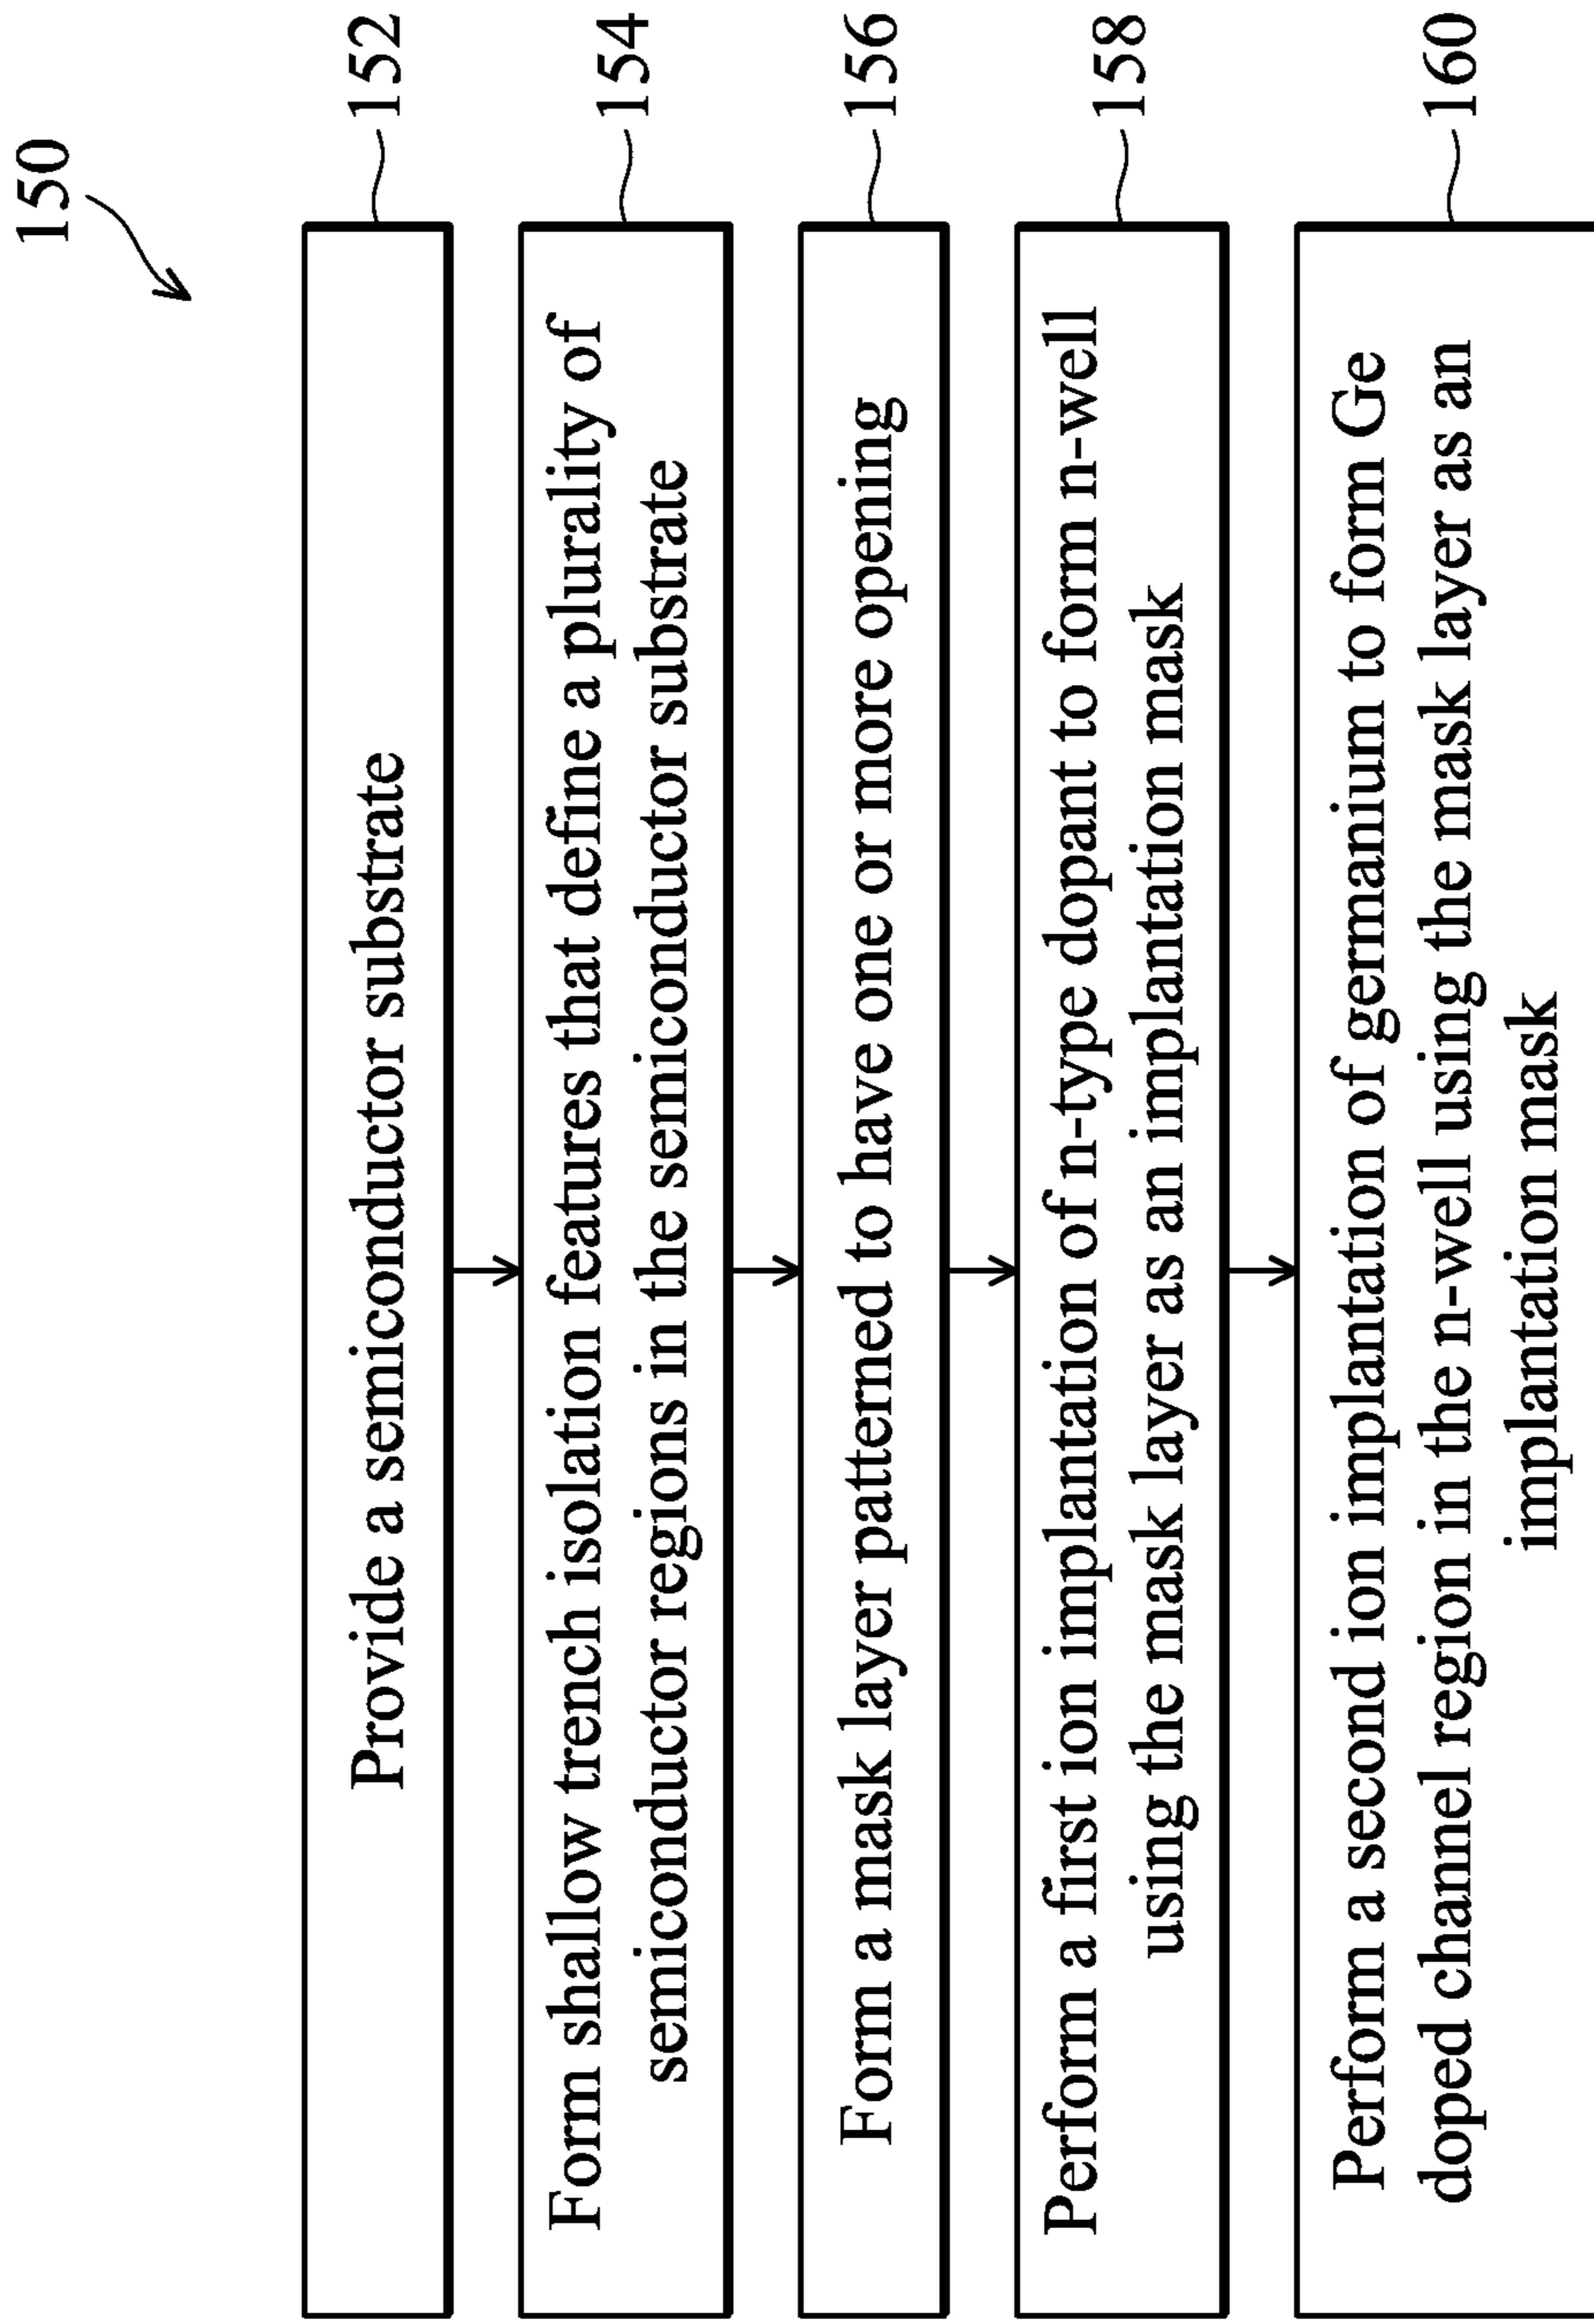 150
Provide a semiconductor substrate
152
Form shallow trench isolation features that define a plurality of
semiconductor regions in the semiconductor substrate
154
Form a mask layer patterned to have one or more opening
156
Perform a first ion implantation of n-type dopant to form n-well
using the mask layer as an implantation mask
158
Perform a second ion implantation of germanium to form Ge
doped channel region in the n-well using the mask layer as an
implantation mask
160